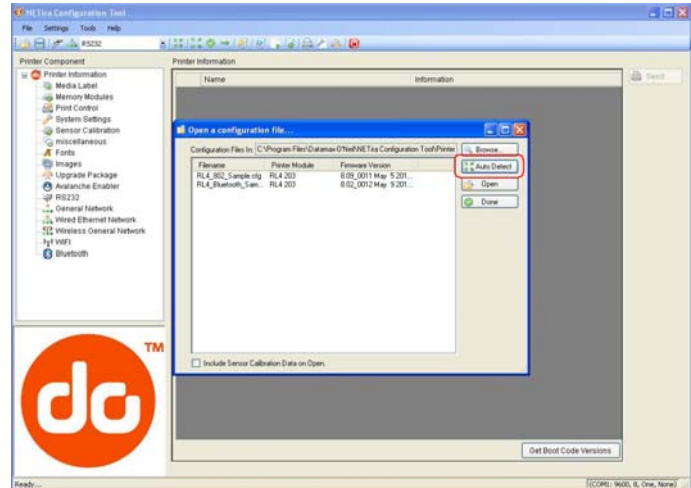 NETira Configuration Tool
File Settings Tools Help
RS232
Printer Component
Printer Information
Printer Information
Media Label
Memory Modules
Print Control
System Settings
Sensor Calibration
miscellaneous
Fonts
Images
Upgrade Package
Avalanche Enabler
RS232
General Network
Wired Ethernet Network
Wireless General Network
WIFI
Bluetooth
Name Information
Send
Open a configuration file...
Configuration Files In: C:\Program Files\Datamax-O'Neil\NETira Configuration Tool\Printer
Browse...
Auto Detect
Open
Done
Filename Printer Module Firmware Version
RL4_802_Sample.cfg RL4 203 8.09_0011 May 5 201...
RL4_Bluetooth_Sam... RL4 203 8.02_0012 May 9 201...
Include Sensor Calibration Data on Open.
TM
do
Get Boot Code Versions
Ready...
(COM1: 9600, 8, One, None)